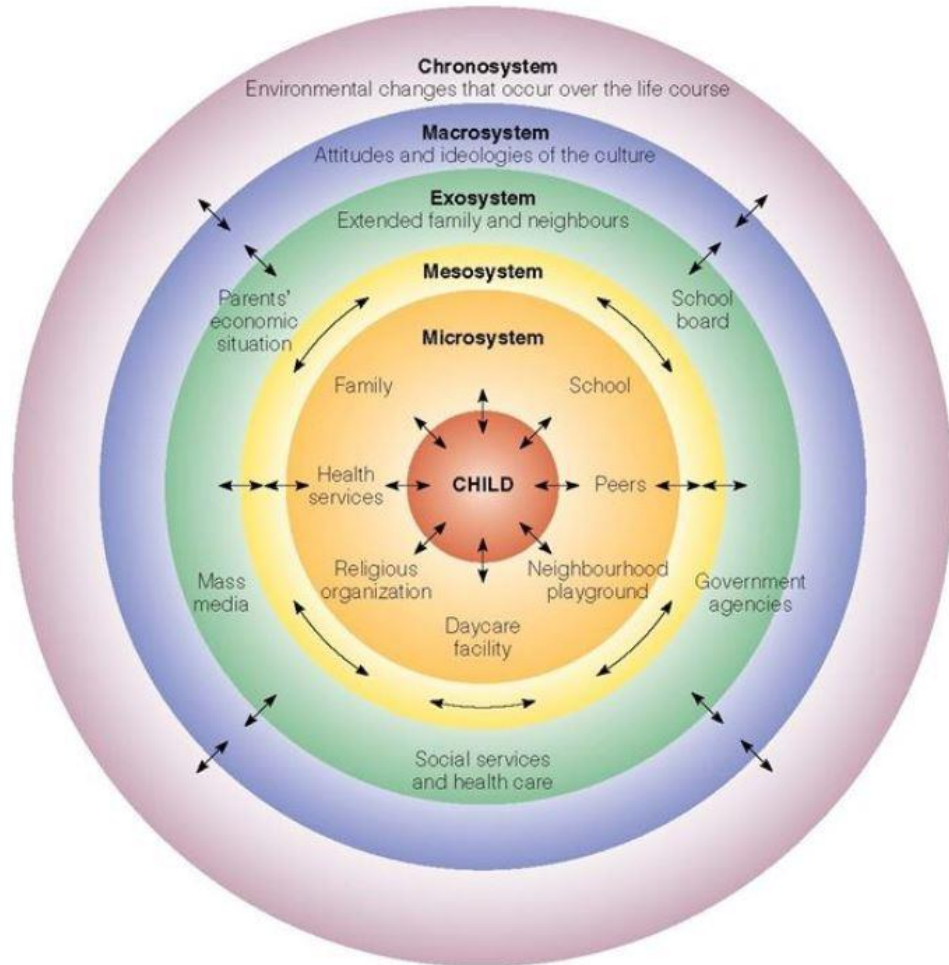 Chronosystem
Environmental changes that occur over the life course
Macrosystem
Attitudes and ideologies of the culture
Exosystem
Extended family and neighbours
Mesosystem
Parents'
economic
situation
School
board
Microsystem
Family
School
Health
services
CHILD
Peers
Religious
organization
Neighbourhood
playground
Mass
media
Government
agencies
Daycare
facility
Social services
and health care